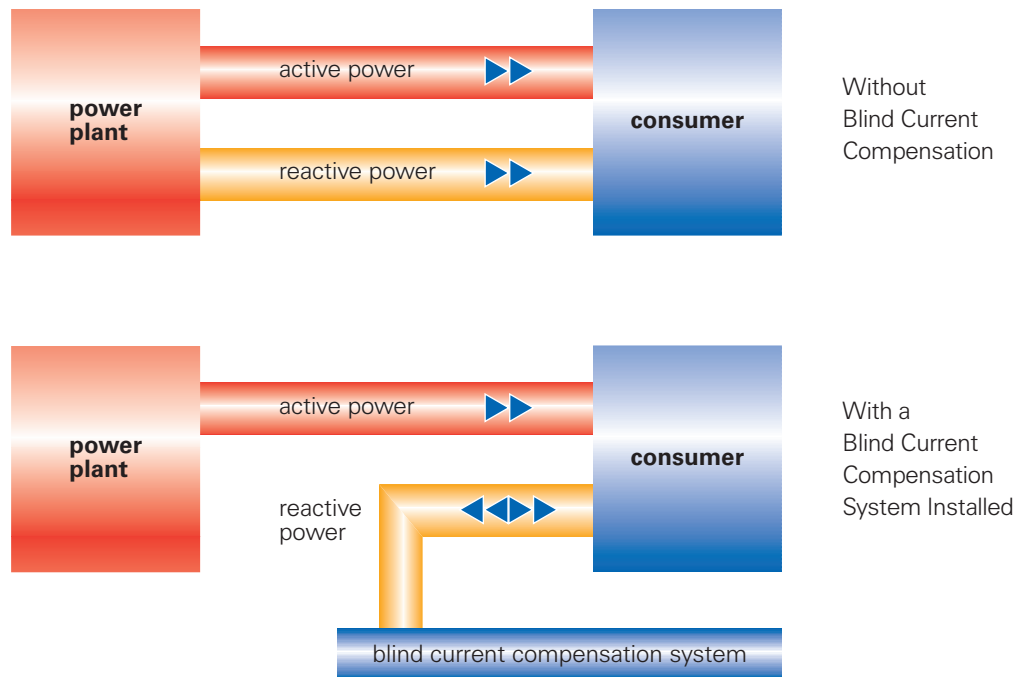 power
plant
active power
reactive power
consumer
Without
Blind Current
Compensation
power
plant
active power
reactive
power
consumer
With a
Blind Current
Compensation
System Installed
blind current compensation system